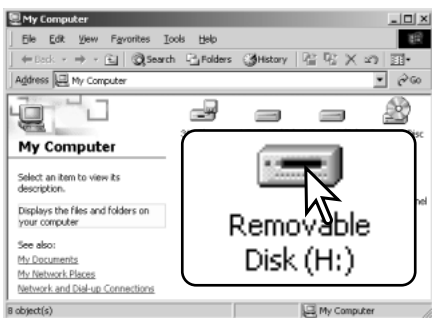 My Computer
File Edit View Favorites Tools Help
Back Search Folders History
Address My Computer Go
My Computer
Select an item to view its
description.
Displays the files and folders on
your computer
See also:
My Documents
My Network Places
Network and Dial-up Connections
Removable
Disk (H:)
8 object(s) My Computer